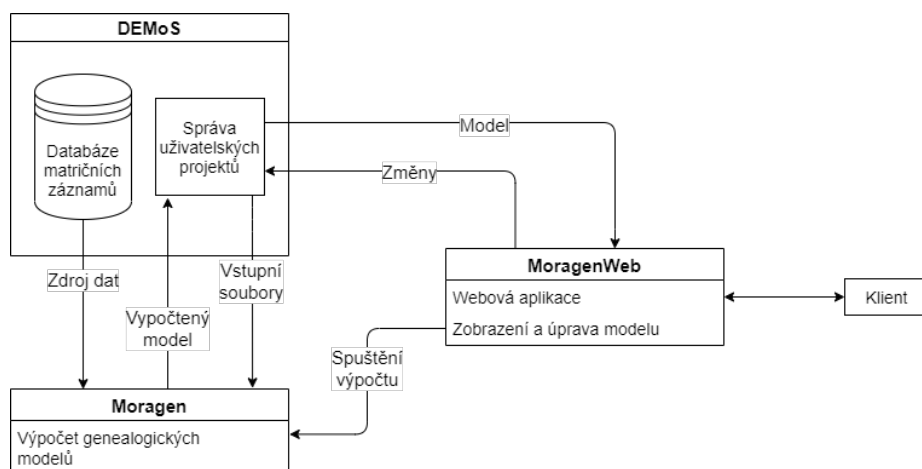 DEMoS
Databáze
matričních
záznamů
Správa
uživatelských
projektů
Model
Změny
Zdroj dat
Vypočtený
model
Vstupní
soubory
MoragenWeb
Webová aplikace
Zobrazení a úprava modelu
Klient
Spuštění
výpočtu
Moragen
Výpočet genealogických
modelů